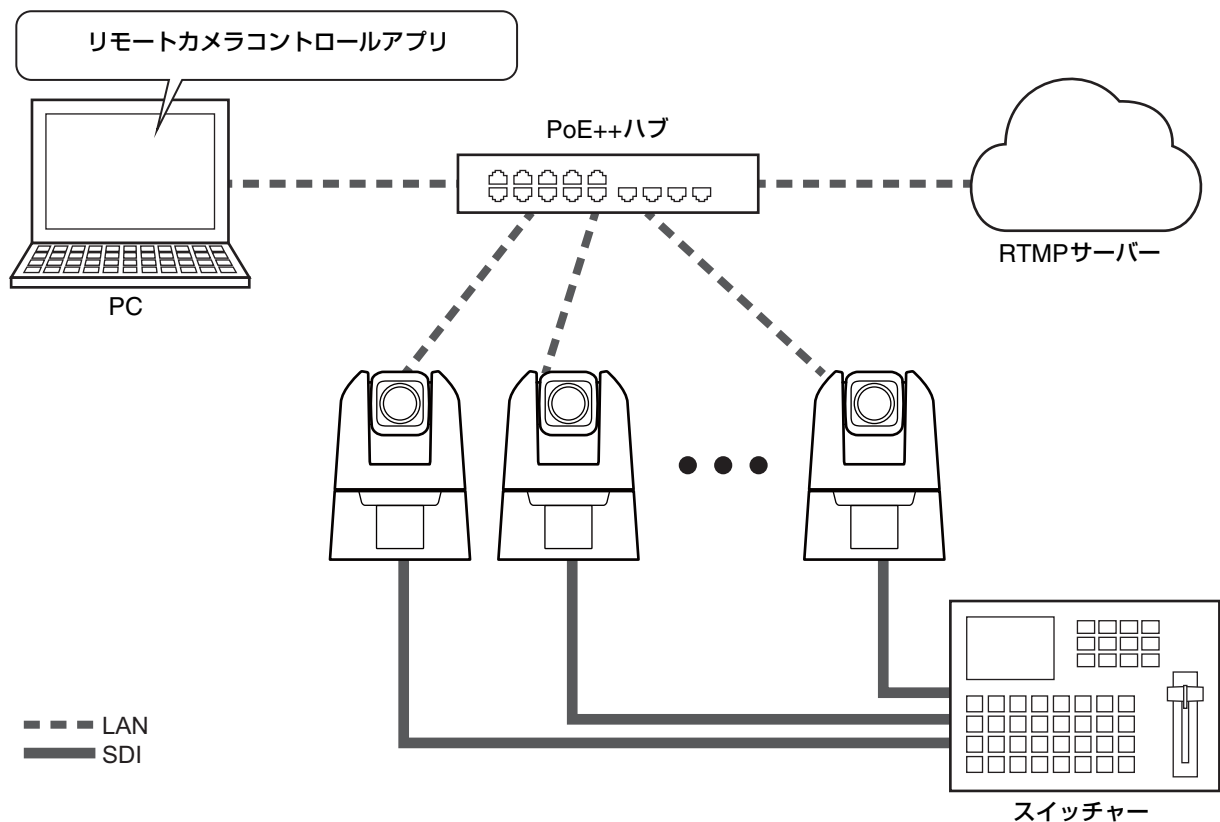 リモートカメラコントロールアプリ
PoE++ハブ
RTMPサーバー
PC
LAN
SDI
スイッチャー